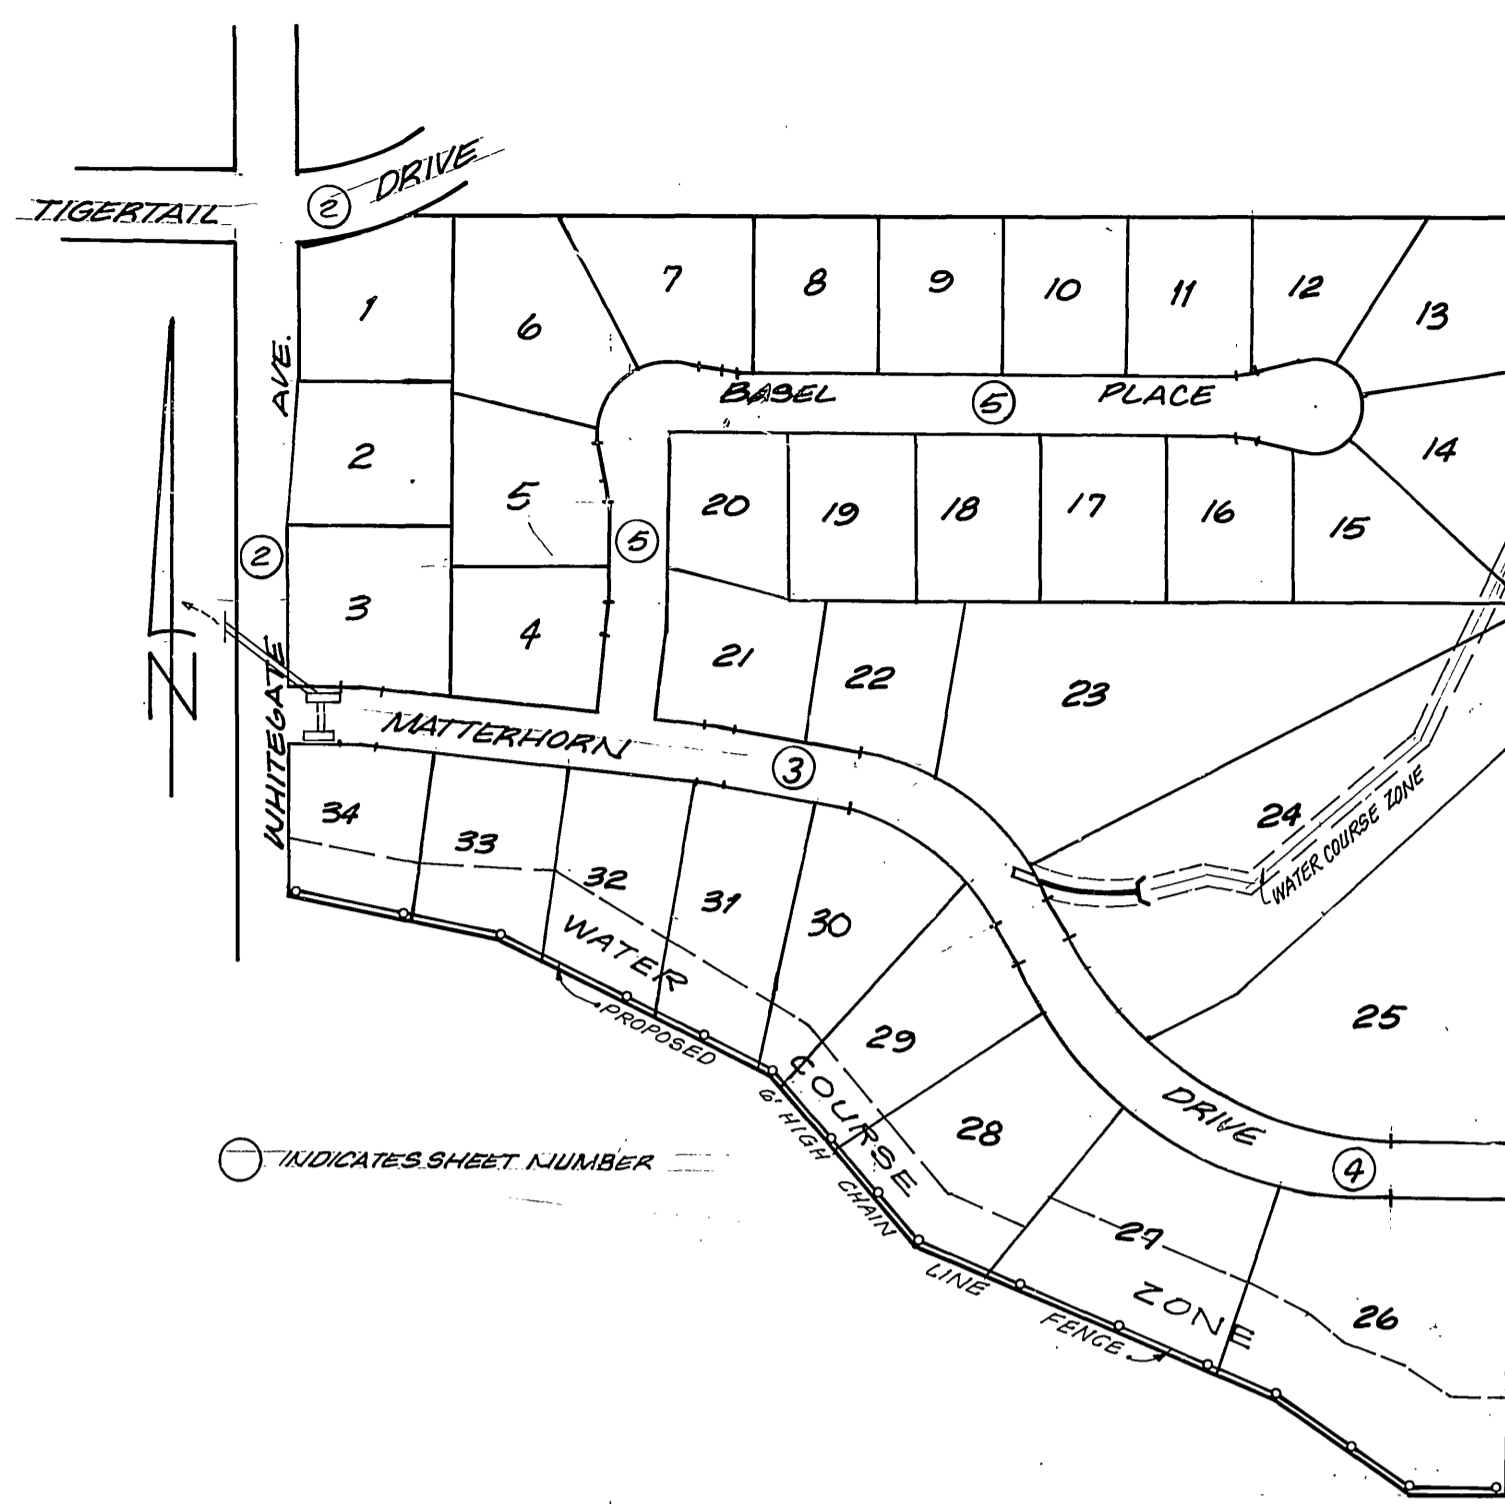 DRIVE
2
TIGERTAIL
1
6
7
8
9
10
11
12
13
AVE.
BASEL
5
PLACE
2
5
20
19
18
17
16
15
14
5
2
3
4
21
22
23
N
WHITEGATE
MATTERHORN
3
24
WATER COURSE ZONE
34
33
32
31
30
29
28
27
26
25
WATER
COURSE
ZONE
PROPOSED
6' HIGH
CHAIN
LINE
FENCE
DRIVE
4
INDICATES SHEET NUMBER